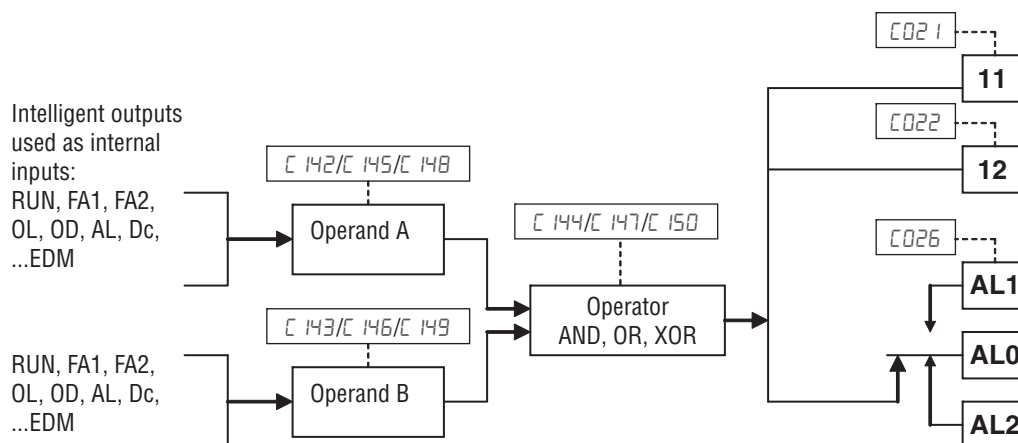 C021
11
Intelligent outputs
used as internal
inputs:
RUN, FA1, FA2,
OL, OD, AL, Dc,
...EDM
C022
12
C142/C145/C148
Operand A
C144/C147/C150
Operator
AND, OR, XOR
C026
AL1
AL0
AL2
C143/C146/C149
Operand B
RUN, FA1, FA2,
OL, OD, AL, Dc,
...EDM